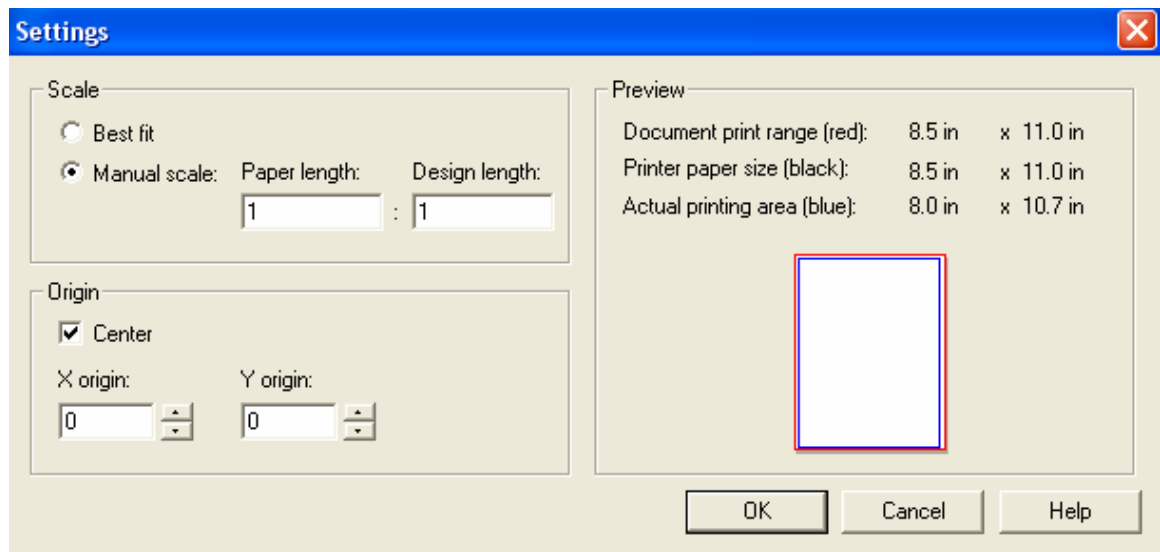 Settings
Scale
Best fit
Manual scale: Paper length: Design length:
1 : 1
Origin
Center
X origin: Y origin:
0 0
Preview
Document print range (red): 8.5 in x 11.0 in
Printer paper size (black): 8.5 in x 11.0 in
Actual printing area (blue): 8.0 in x 10.7 in
OK Cancel Help